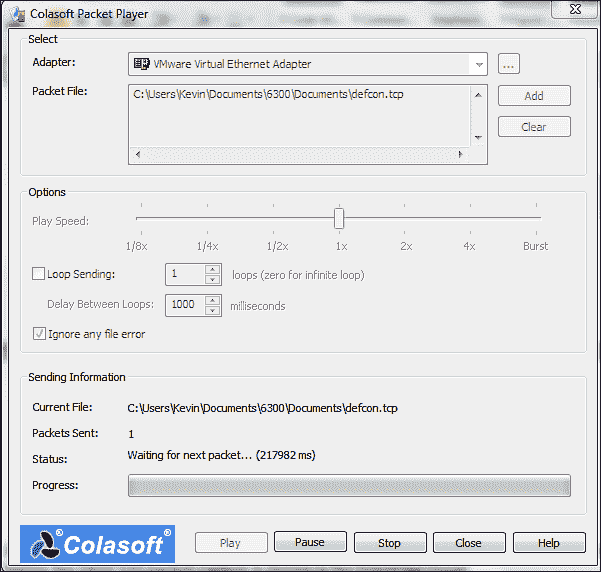 Colasoft Packet Player
Select
Adapter: VMware Virtual Ethernet Adapter ...
Packet File: C:\Users\Kevin\Documents\6300\Documents\defcon.tcp Add
Clear
Options
Play Speed:
1/8x 1/4x 1/2x 1x 2x 4x Burst
Loop Sending: 1 loops (zero for infinite loop)
Delay Between Loops: 1000 milliseconds
Ignore any file error
Sending Information
Current File: C:\Users\Kevin\Documents\6300\Documents\defcon.tcp
Packets Sent: 1
Status: Waiting for next packet... (217982 ms)
Progress:
®Colasoft® Play Pause Stop Close Help